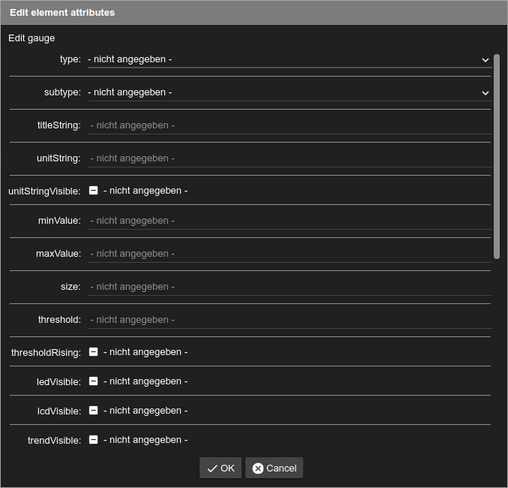 Edit element attributes
Edit gauge
type: - nicht angegeben -
subtype: - nicht angegeben -
titleString: - nicht angegeben -
unitString: - nicht angegeben -
unitStringVisible: - nicht angegeben -
minValue: - nicht angegeben -
maxValue: - nicht angegeben -
size: - nicht angegeben -
threshold: - nicht angegeben -
thresholdRising: - nicht angegeben -
ledVisible: - nicht angegeben -
lcdVisible: - nicht angegeben -
trendVisible: - nicht angegeben -
OK Cancel